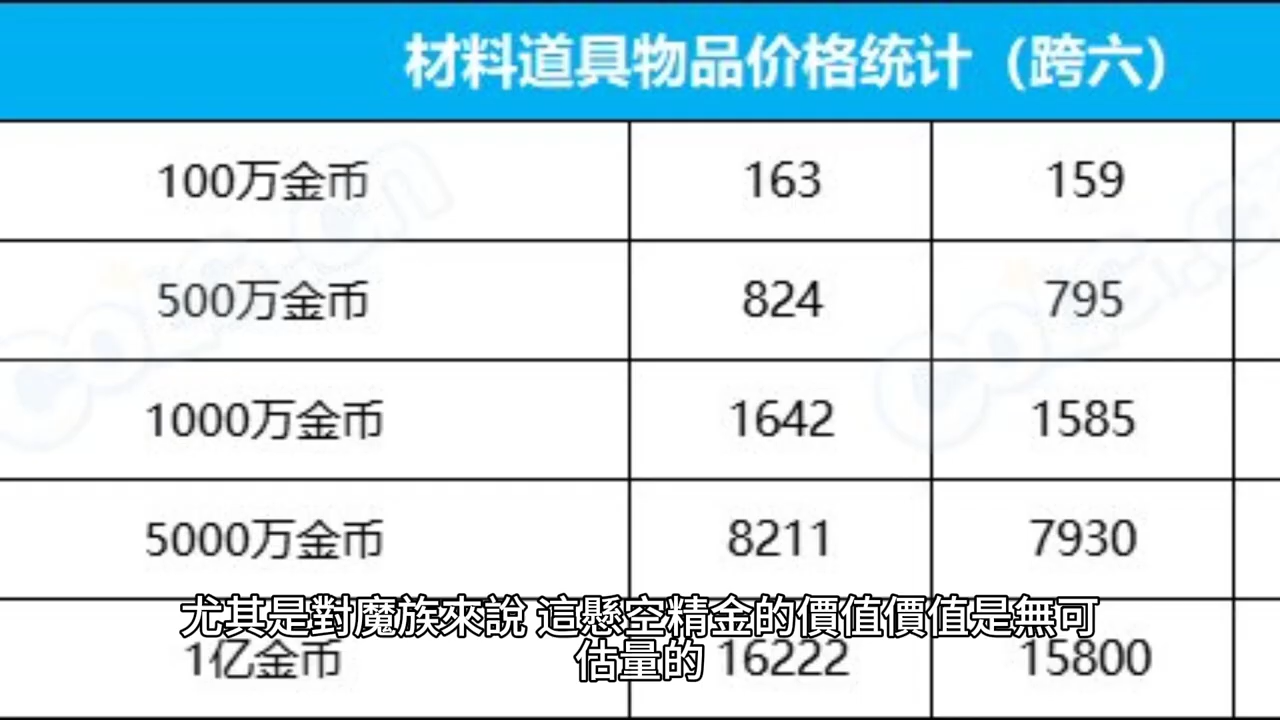 材料道具物品价格统计（跨六）
100万金币 163 159
500万金币 824 795
1000万金币 1642 1585
5000万金币 8211 7930
1亿金币 16222 15800
尤其是對魔族來說 這懸空精金的價值價值是無可
估量的